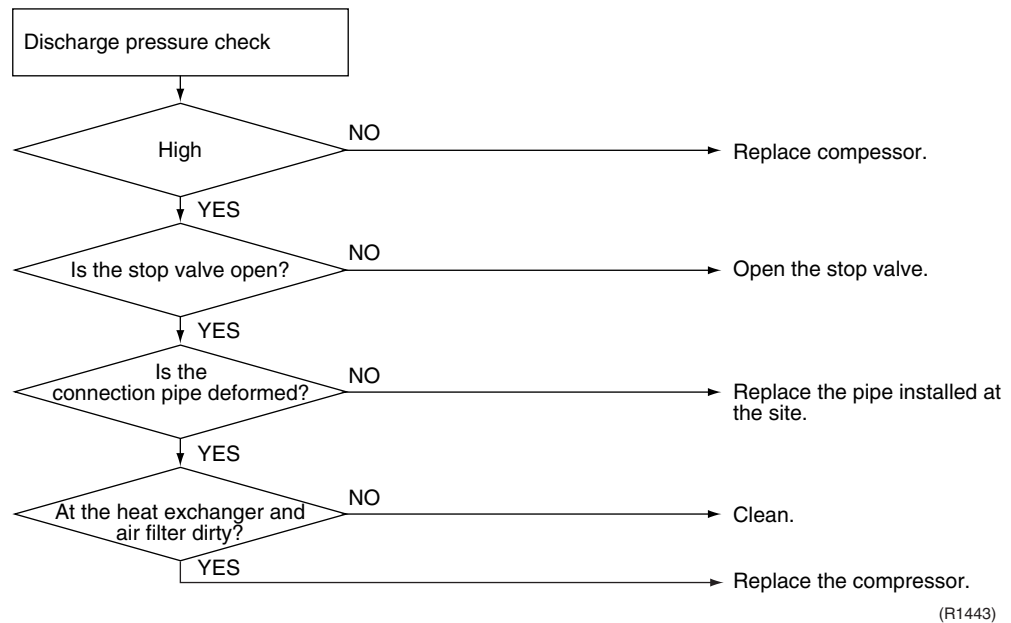 Discharge pressure check
High
NO
Replace compessor.
YES
Is the stop valve open?
NO
Open the stop valve.
YES
Is the
connection pipe deformed?
NO
Replace the pipe installed at
the site.
YES
At the heat exchanger and
air filter dirty?
NO
Clean.
YES
Replace the compressor.
(R1443)